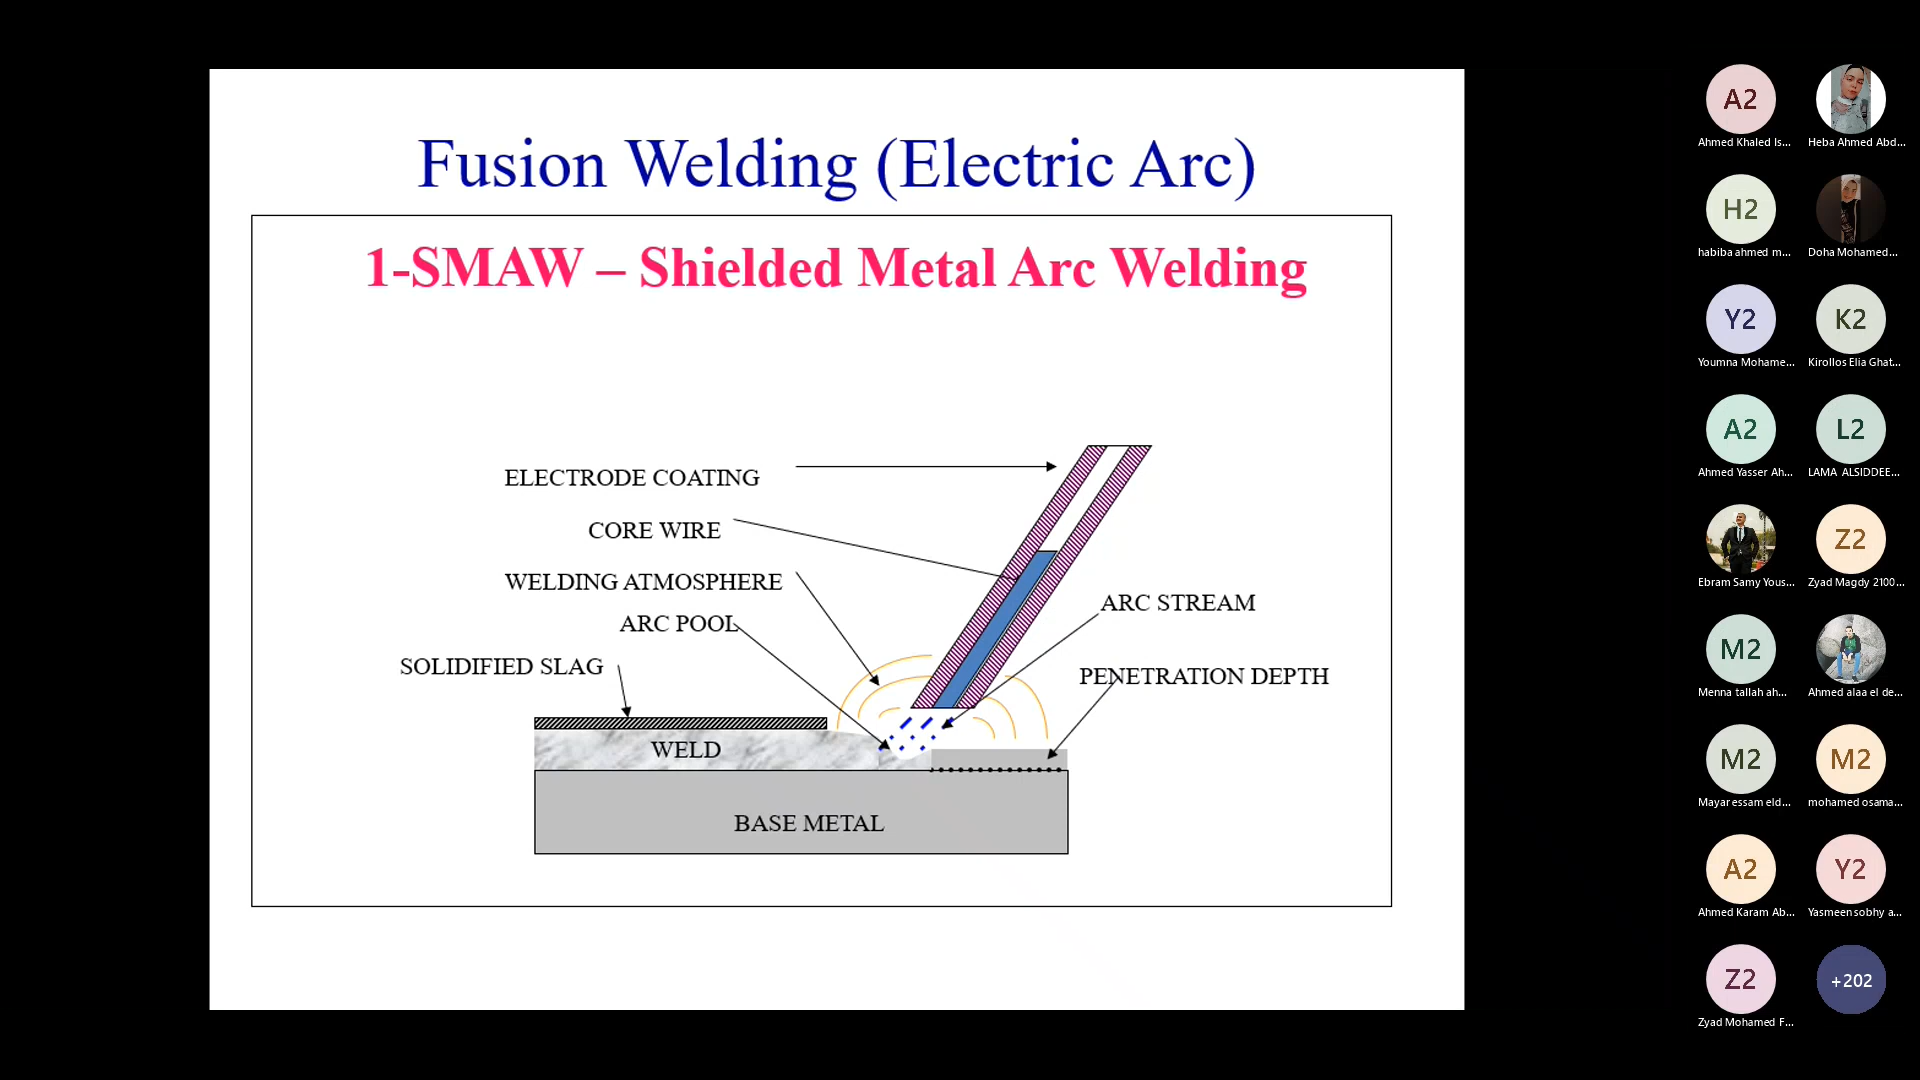 Fusion Welding (Electric Arc)
1-SMAW – Shielded Metal Arc Welding
ELECTRODE COATING
CORE WIRE
WELDING ATMOSPHERE
ARC POOL
SOLIDIFIED SLAG
ARC STREAM
PENETRATION DEPTH
WELD
BASE METAL
A2
Ahmed Khaled Is...
Heba Ahmed Abd...
H2
habiba ahmed m...
Doha Mohamed...
Y2
Youmna Mohame...
K2
Kirollos Elia Ghat...
A2
Ahmed Yasser Ah...
L2
LAMA ALSIDDEE...
Ebram Samy Yous...
Z2
Zyad Magdy 2100...
M2
Menna tallah ah...
Ahmed alaa el de...
M2
Mayar essam eld...
M2
mohamed osama...
A2
Ahmed Karam Ab...
Y2
Yasmeen sobhy a...
Z2
Zyad Mohamed F...
+202